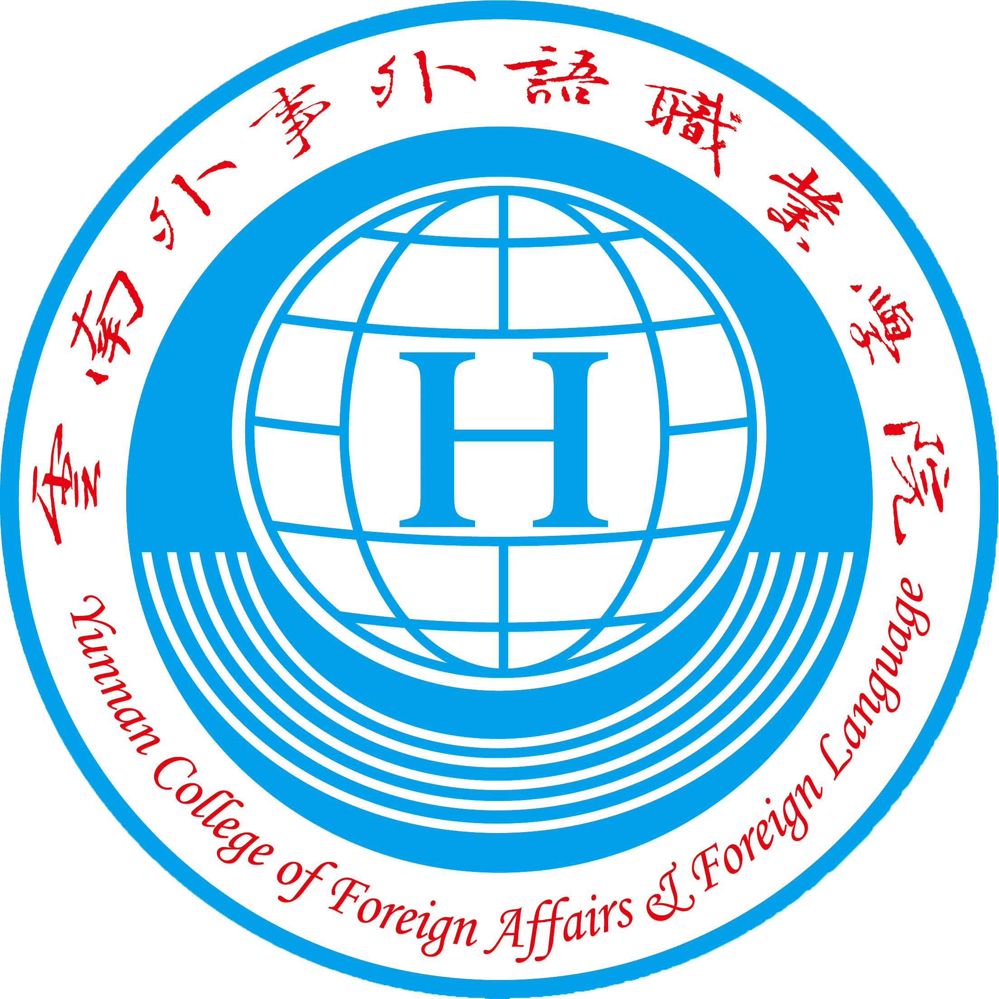 雲南外事外語職業學院
H
Yunnan College of Foreign Affairs & Foreign Language